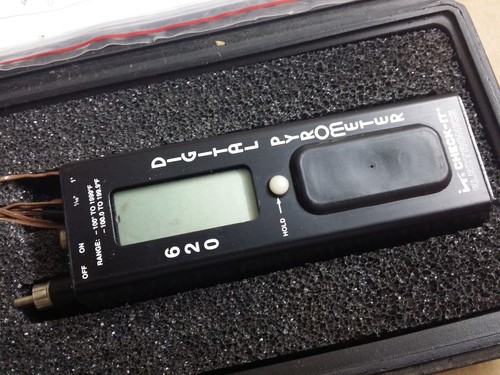 DIGITAL PYROMETER
620
HOLD
OFF ON
1/10° 1°
RANGE: -100° TO 1999°F
-100.0 TO 199.9°F
CHECK-IT